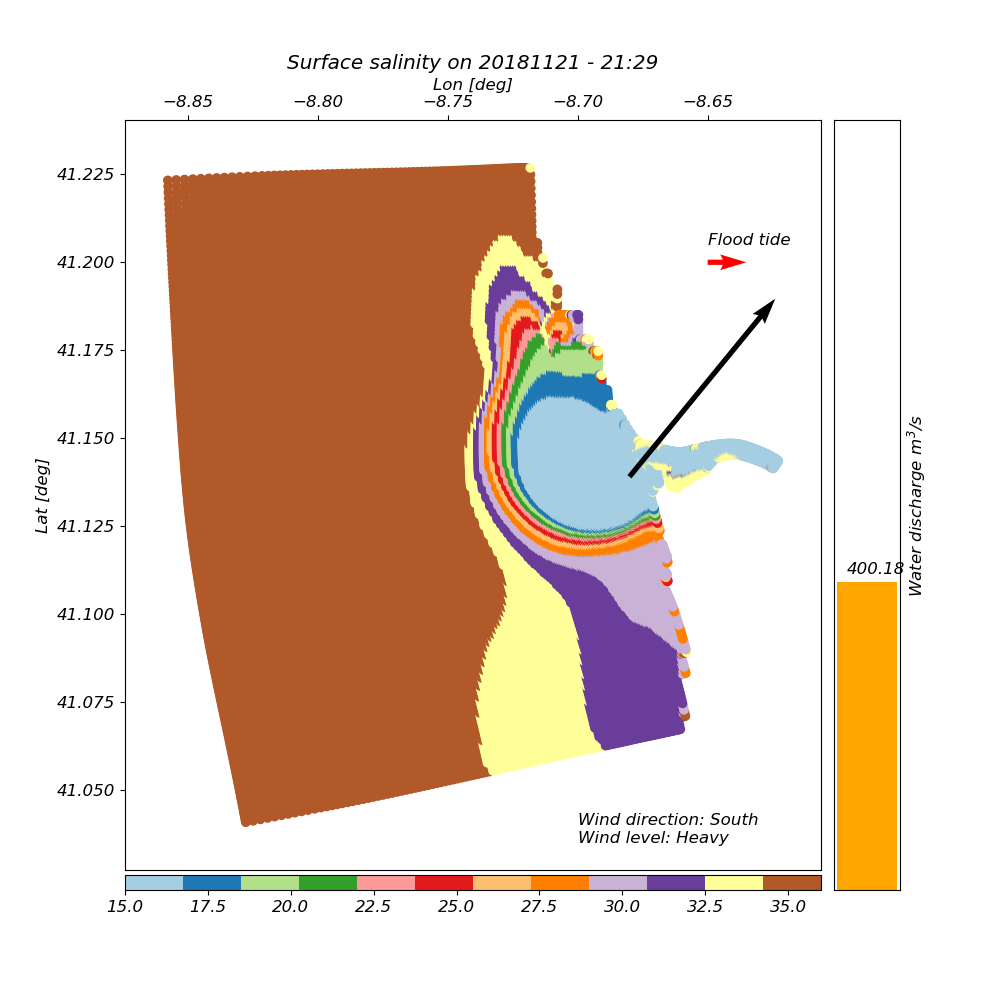 Surface salinity on 20181121 - 21:29
Lon [deg]
−8.85 −8.80 −8.75 −8.70 −8.65
41.225
41.200
41.175
41.150
41.125
41.100
41.075
41.050
Lat [deg]
Flood tide
Wind direction: South
Wind level: Heavy
400.18
Water discharge m³/s
15.0 17.5 20.0 22.5 25.0 27.5 30.0 32.5 35.0